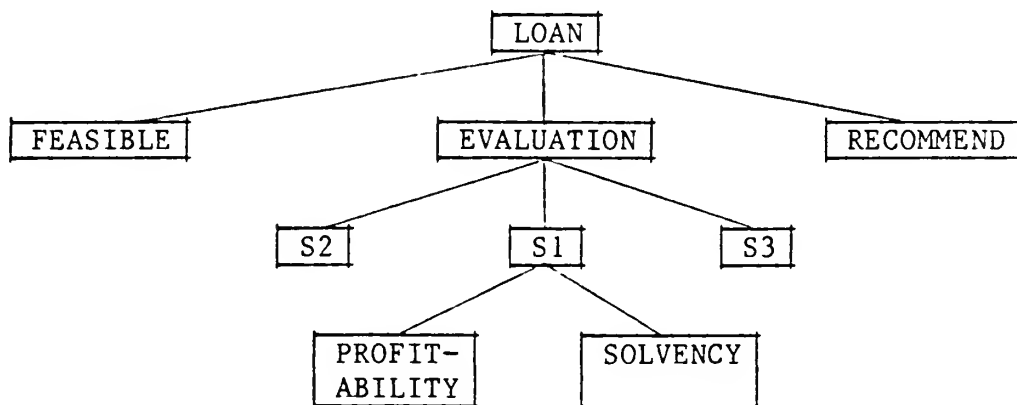 LOAN
FEASIBLE
EVALUATION
RECOMMEND
S2
S1
S3
PROFIT-
ABILITY
SOLVENCY